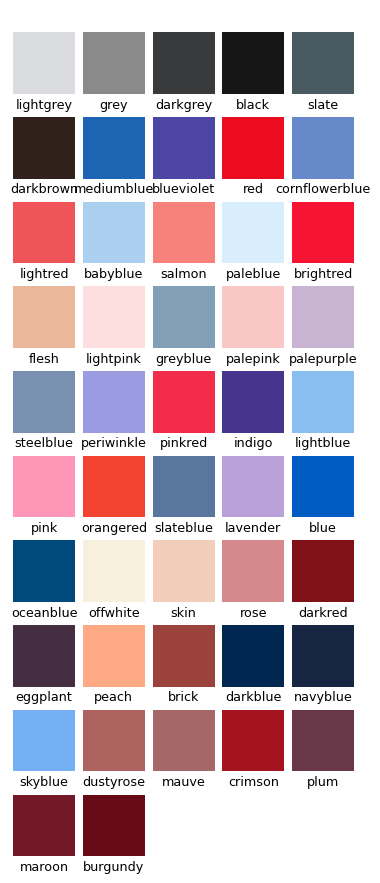 lightgrey grey darkgrey black slate
darkbrown mediumblue blueviolet red cornflowerblue
lightred babyblue salmon paleblue brightred
flesh lightpink greyblue palepink palepurple
steelblue periwinkle pinkred indigo lightblue
pink orangered slateblue lavender blue
oceanblue offwhite skin rose darkred
eggplant peach brick darkblue navyblue
skyblue dustyrose mauve crimson plum
maroon burgundy